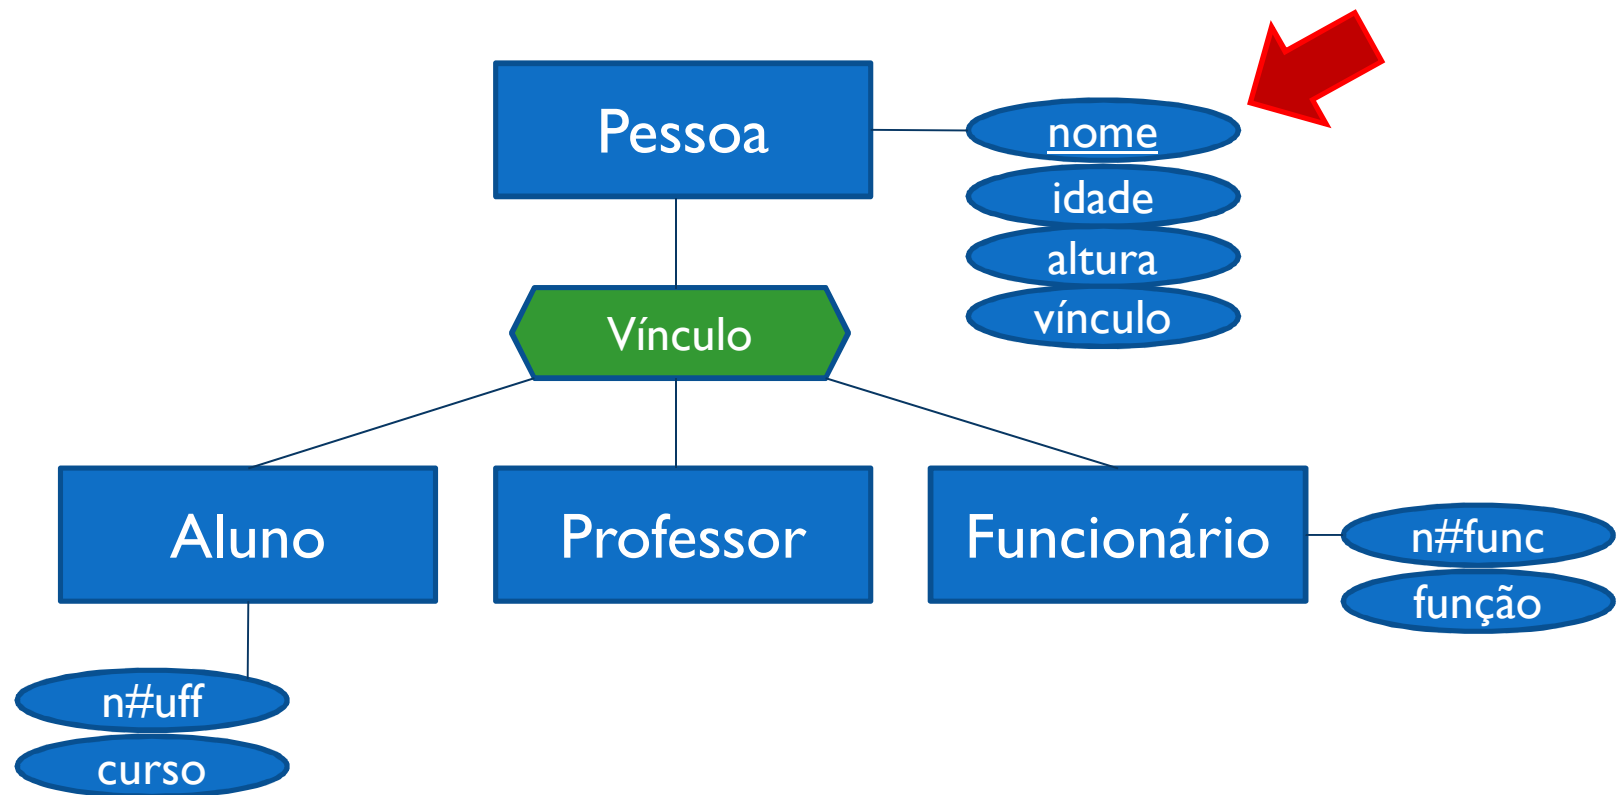 Pessoa
nome
idade
altura
vínculo
Vínculo
Aluno
Professor
Funcionário
n#func
função
n#uff
curso